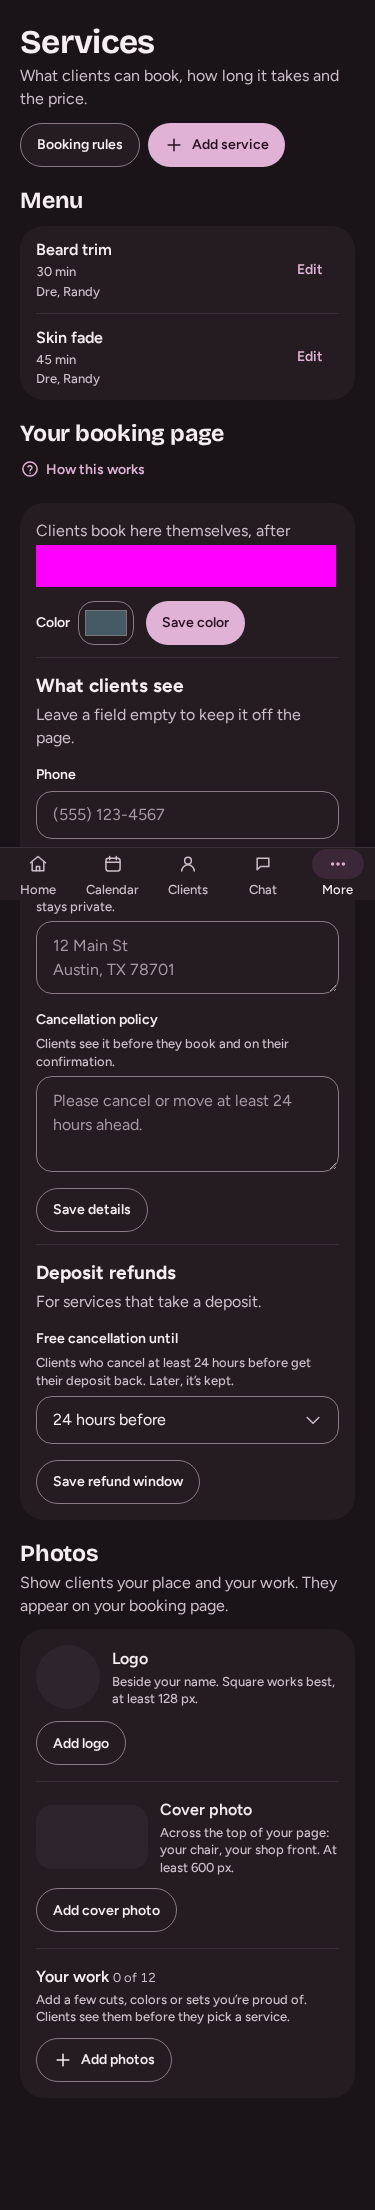 Services
What clients can book, how long it takes and
the price.
Booking rules
Add service
Menu
Beard trim
30 min
Dre, Randy
Edit
Skin fade
45 min
Dre, Randy
Edit
Your booking page
How this works
Clients book here themselves, after
Color
Save color
What clients see
Leave a field empty to keep it off the
page.
Phone
(555) 123-4567
Home
Calendar
Clients
Chat
More
stays private.
12 Main St
Austin, TX 78701
Cancellation policy
Clients see it before they book and on their
confirmation.
Please cancel or move at least 24
hours ahead.
Save details
Deposit refunds
For services that take a deposit.
Free cancellation until
Clients who cancel at least 24 hours before get
their deposit back. Later, it’s kept.
24 hours before
Save refund window
Photos
Show clients your place and your work. They
appear on your booking page.
Logo
Beside your name. Square works best,
at least 128 px.
Add logo
Cover photo
Across the top of your page:
your chair, your shop front. At
least 600 px.
Add cover photo
Your work 0 of 12
Add a few cuts, colors or sets you’re proud of.
Clients see them before they pick a service.
Add photos